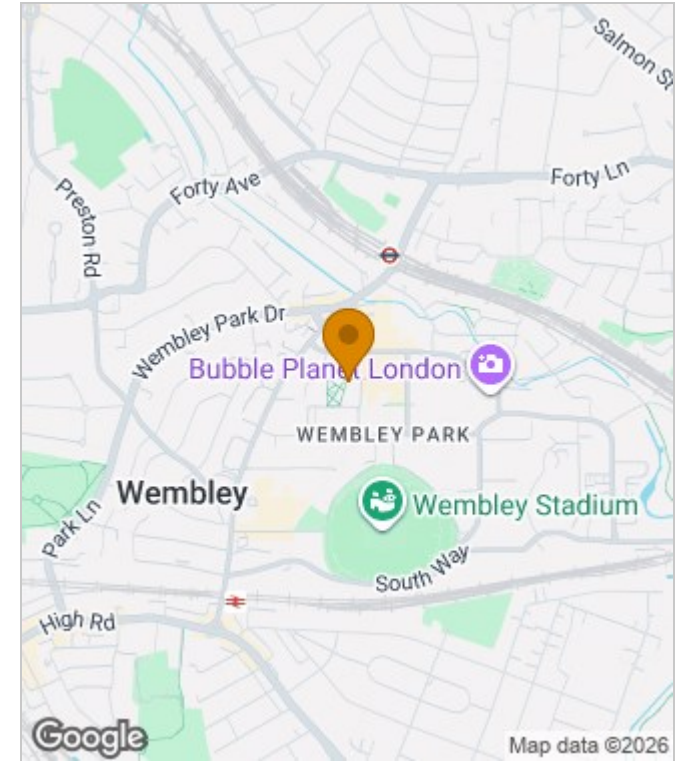 Salmon St
Forty Ln
Forty Ave
Preston Rd
Wembley Park Dr
Bubble Planet London
WEMBLEY PARK
Wembley
Wembley Stadium
Park Ln
South Way
High Rd
Google
Map data ©2026